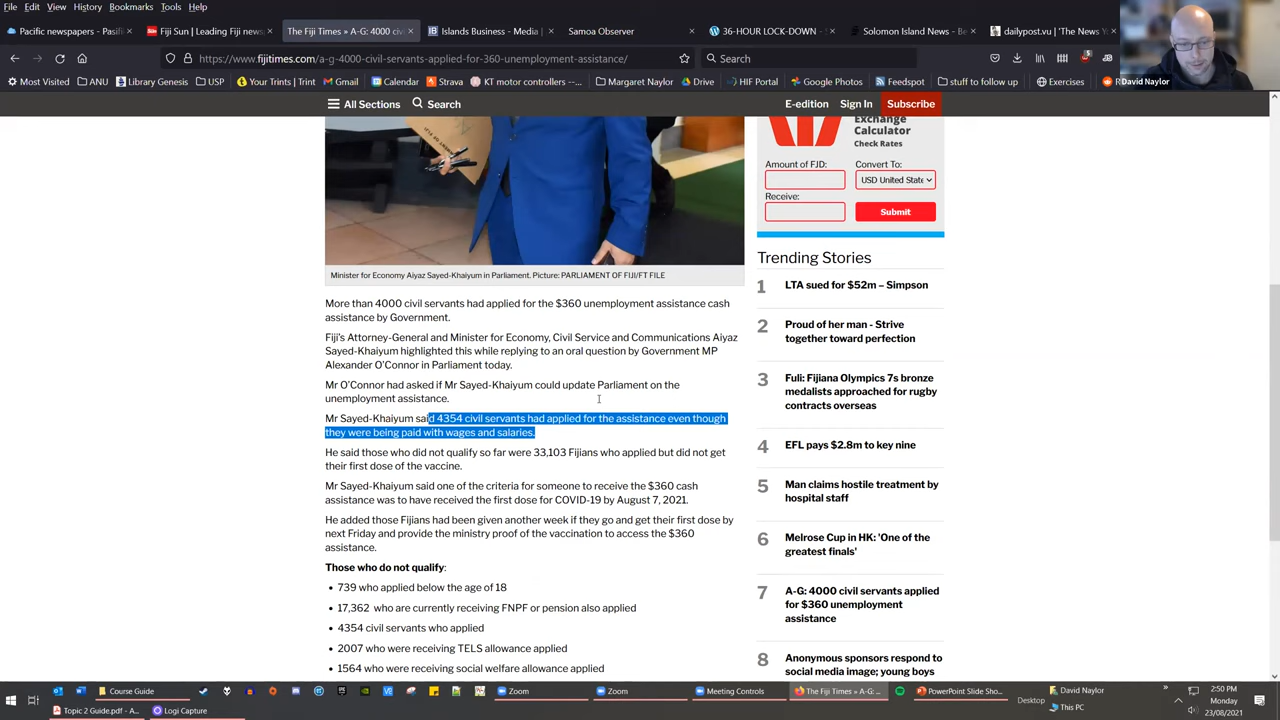 File Edit View History Bookmarks Tools Help
Pacific newspapers - Pasifi
Fiji Sun | Leading Fiji news
The Fiji Times » A-G: 4000 civi
Islands Business - Media |
Samoa Observer
36-HOUR LOCK-DOWN -
Solomon Island News - Be
dailypost.vu | 'The News
https://www.fijitimes.com/a-g-4000-civil-servants-applied-for-360-unemployment-assistance/
Search
Most Visited
ANU
Library Genesis
USP
Your Trints | Trint
Gmail
Calendar
Strava
KT motor controllers -...
Margaret Naylor
Drive
HIF Portal
Google Photos
Feedspot
stuff to follow up
Exercises
David Naylor
All Sections
Search
E-edition
Sign In
Subscribe
Exchange
Calculator
Check Rates
Amount of FJD:
Convert To:
USD United State
Receive:
Submit
Minister for Economy Aiyaz Sayed-Khaiyum in Parliament. Picture: PARLIAMENT OF FIJI/FT FILE
More than 4000 civil servants had applied for the $360 unemployment assistance cash
assistance by Government.
Fiji's Attorney-General and Minister for Economy, Civil Service and Communications Aiyaz
Sayed-Khaiyum highlighted this while replying to an oral question by Government MP
Alexander O'Connor in Parliament today.
Mr O'Connor had asked if Mr Sayed-Khaiyum could update Parliament on the
unemployment assistance.
Mr Sayed-Khaiyum said 4354 civil servants had applied for the assistance even though
they were being paid with wages and salaries.
He said those who did not qualify so far were 33,103 Fijians who applied but did not get
their first dose of the vaccine.
Mr Sayed-Khaiyum said one of the criteria for someone to receive the $360 cash
assistance was to have received the first dose for COVID-19 by August 7, 2021.
He added those Fijians had been given another week if they go and get their first dose by
next Friday and provide the ministry proof of the vaccination to access the $360
assistance.
Those who do not qualify:
• 739 who applied below the age of 18
• 17,362 who are currently receiving FNPF or pension also applied
• 4354 civil servants who applied
• 2007 who were receiving TELS allowance applied
• 1564 who were receiving social welfare allowance applied
Trending Stories
1 LTA sued for $52m – Simpson
2 Proud of her man - Strive
together toward perfection
3 Fuli: Fijiana Olympics 7s bronze
medalists approached for rugby
contracts overseas
4 EFL pays $2.8m to key nine
5 Man claims hostile treatment by
hospital staff
6 Melrose Cup in HK: 'One of the
greatest finals'
7 A-G: 4000 civil servants applied
for $360 unemployment
assistance
8 Anonymous sponsors respond to
social media image; young boys
Course Guide
Zoom
Zoom
Meeting Controls
The Fiji Times » A-G: ...
PowerPoint Slide Sho...
Desktop
David Naylor
This PC
Topic 2 Guide.pdf - A...
Logi Capture
2:50 PM
Monday
23/08/2021